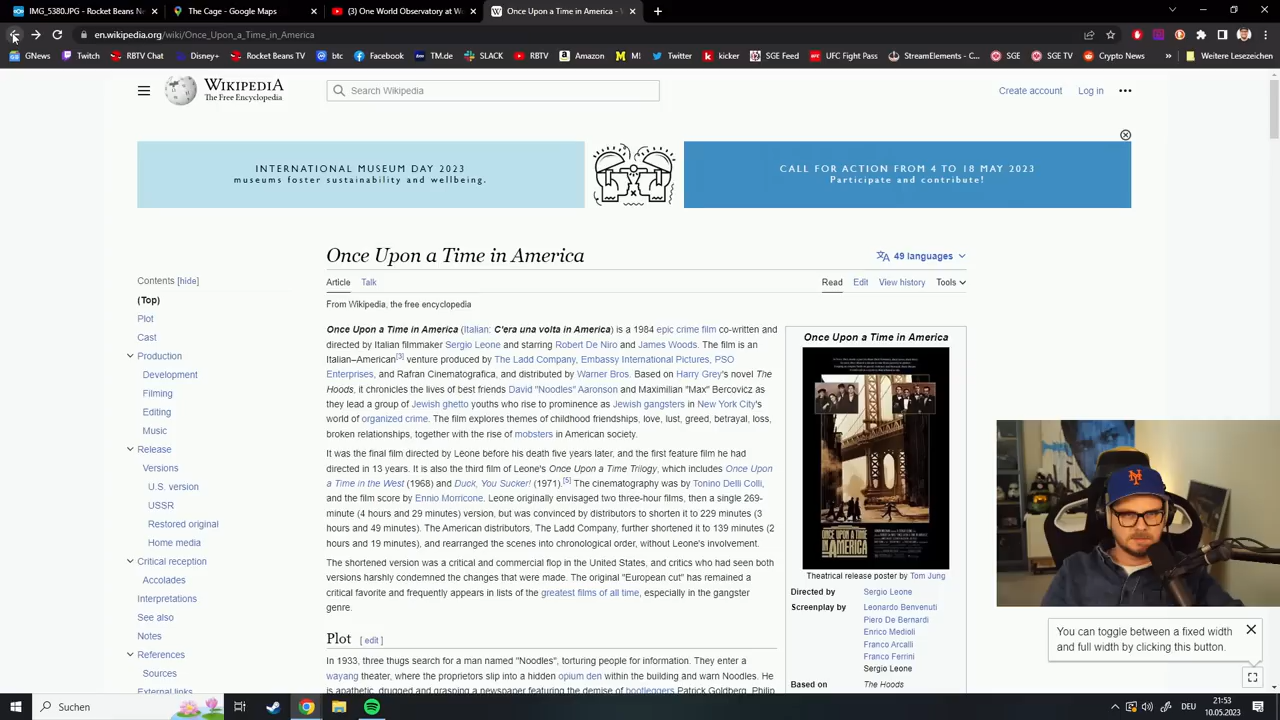 IMG_5380JPG - Rocket Beans
The Cage - YouTube
Once Upon a Time in America -
en.wikipedia.org/wiki/Once_Upon_a_Time_in_America
GNews Twitch YouTube Disney+ Rocket Beans TV btc Facebook TM.de SLACK RBTV Amazon M! Twitter kicker SGE Feed UFC Fight Pass StreamElements - C... SGE SGE Crypto News Weitere Lesezeichen
WIKIPEDIA
The Free Encyclopedia
Search Wikipedia
Create account Log in
INTERNATIONAL MUSEUM DAY 2023
museums foster sustainability and wellbeing.
CALL FOR ACTION FROM 4 TO 18 MAY 2023
Participate and contribute!
Once Upon a Time in America
49 languages
Article Talk
Read Edit View history Tools
From Wikipedia, the free encyclopedia
Contents [hide]
(Top)
Plot
Cast
Production
Development
Filming
Editing
Music
Release
Versions
U.S. version
USSR
Restored original
Home media
Critical reception
Accolades
Interpretations
See also
Notes
References
Sources
External links
Once Upon a Time in America (Italian: C'era una volta in America) is a 1984 epic crime film co-written and
directed by Italian filmmaker Sergio Leone and starring Robert De Niro and James Woods. The film is an
Italian–American[3] venture produced by The Ladd Company, Embassy International Pictures, PSO
Enterprises, and Rafran Cinematografica, and distributed by Warner Bros. Based on Harry Grey's novel The
Hoods, it chronicles the lives of best friends David "Noodles" Aaronson and Maximilian "Max" Bercovicz as
they lead a group of Jewish ghetto youths who rise to prominence as Jewish gangsters in New York City's
world of organized crime. The film explores themes of childhood friendships, love, lust, greed, betrayal, loss,
broken relationships, together with the rise of mobsters in American society.
It was the final film directed by Leone before his death five years later, and the first feature film he had
directed in 13 years. It is also the third film of Leone's Once Upon a Time Trilogy, which includes Once Upon
a Time in the West (1968) and Duck, You Sucker! (1971).[5] The cinematography was by Tonino Delli Colli,
and the film score by Ennio Morricone. Leone originally envisaged two three-hour films, then a single 269-
minute (4 hours and 29 minutes) version, but was convinced by distributors to shorten it to 229 minutes (3
hours and 49 minutes). The American distributors, The Ladd Company, further shortened it to 139 minutes (2
hours and 19 minutes), and rearranged the scenes into chronological order, without Leone's involvement.
The shortened version was a critical and commercial flop in the United States, and critics who had seen both
versions harshly condemned the changes that were made. The original "European cut" has remained a
critical favorite and frequently appears in lists of the greatest films of all time, especially in the gangster
genre.
Plot [ edit ]
In 1933, three thugs search for a man named "Noodles", torturing people for information. They enter a
wayang theater, where the proprietors slip into a hidden opium den within the building and warn Noodles. He
is apathetic, drugged and grasping a newspaper featuring the demise of bootleggers Patrick Goldberg, Philip
Once Upon a Time in America
ONCE UPON A TIME IN
AMERICA
Theatrical release poster by Tom Jung
Directed by Sergio Leone
Screenplay by Leonardo Benvenuti
Piero De Bernardi
Enrico Medioli
Franco Arcalli
Franco Ferrini
Sergio Leone
Based on The Hoods
You can toggle between a fixed width
and full width by clicking this button.
Suchen
DEU
21:53
10.05.2023